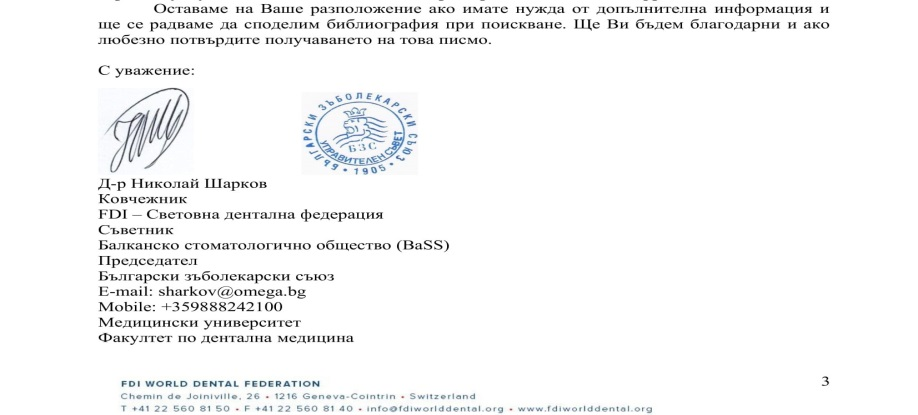 Оставаме на Ваше разположение ако имате нужда от допълнителна информация и
ще се радваме да споделим библиография при поискване. Ще Ви бъдем благодарни и ако
любезно потвърдите получаването на това писмо.
С уважение:
БЪЛГАРСКИ ЗЪБОЛЕКАРСКИ СЪЮЗ
БЗС
УПРАВИТЕЛЕН СЪВЕТ
• 1905 •
Д-р Николай Шарков
Ковчежник
FDI – Световна дентална федерация
Съветник
Балканско стоматологично общество (BaSS)
Председател
Български зъболекарски съюз
E-mail: sharkov@omega.bg
Mobile: +359888242100
Медицински университет
Факултет по дентална медицина
3
FDI WORLD DENTAL FEDERATION
Chemin de Joiniville, 26 • 1216 Geneva-Cointrin • Switzerland
T +41 22 560 81 50 • F +41 22 560 81 40 • info@fdiworlddental.org • www.fdiworlddental.org